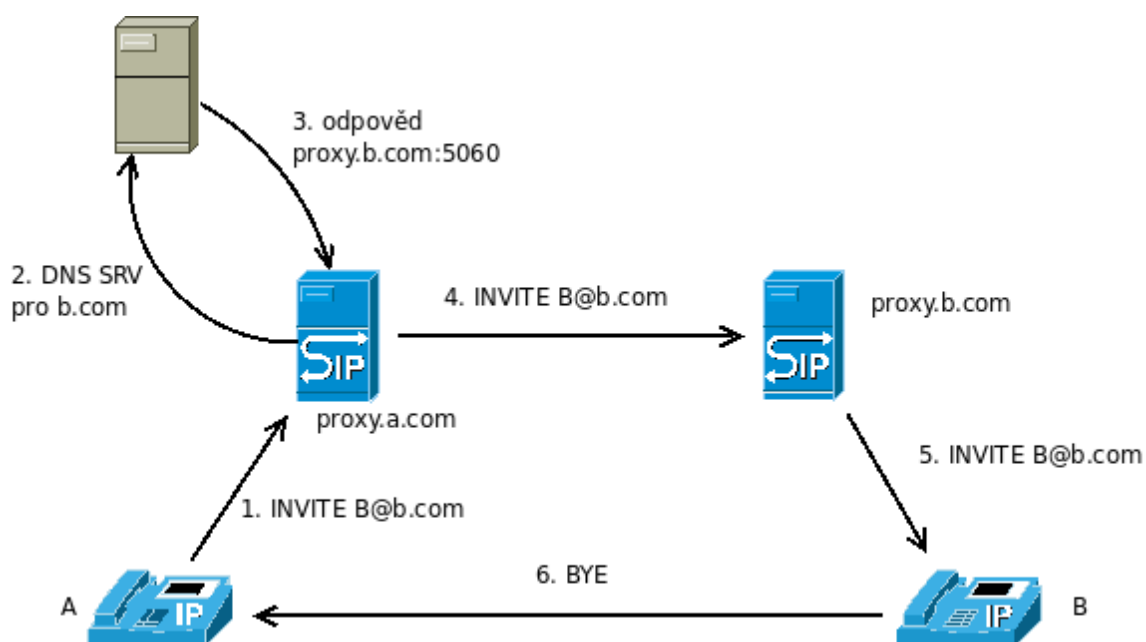 3. odpověd
proxy.b.com:5060
2. DNS SRV
pro b.com
4. INVITE B@b.com
proxy.b.com
SIP
SIP
proxy.a.com
5. INVITE B@b.com
1. INVITE B@b.com
6. BYE
A
IP
IP
B